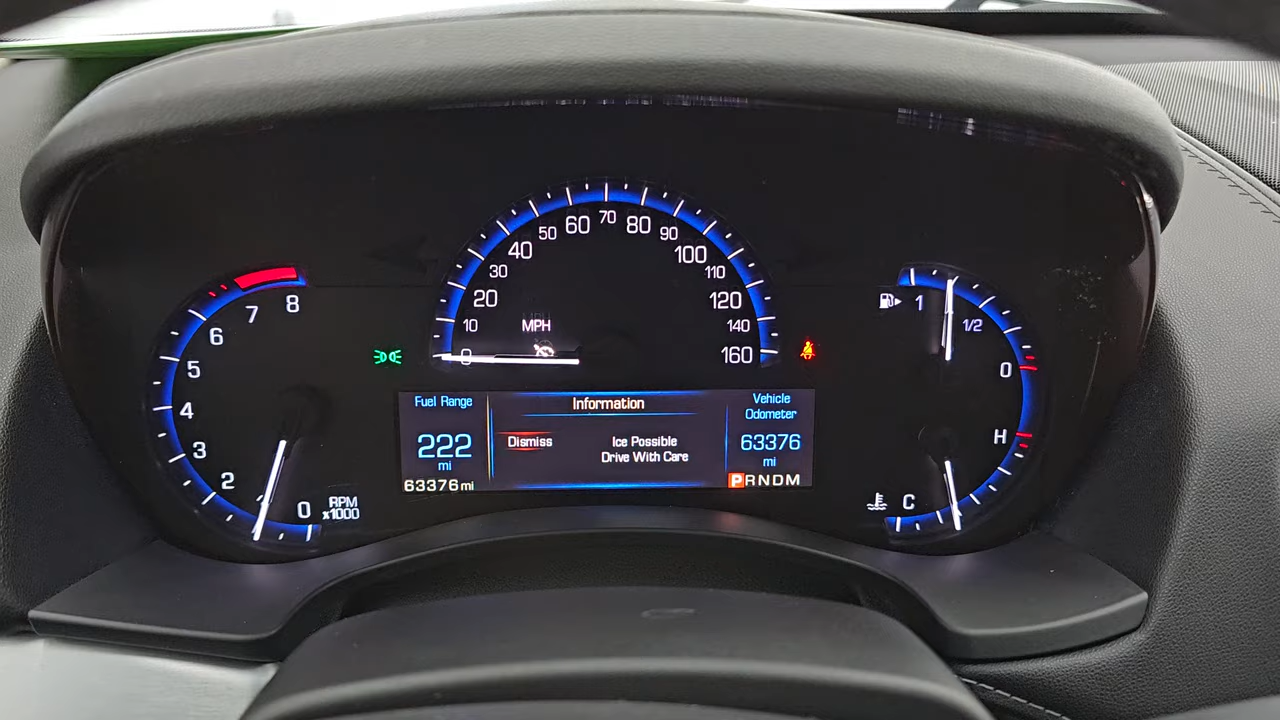 8
7
6
5
4
3
2
0
RPM
x1000
0
10
20
30
40
50
60
70
80
90
100
110
120
140
160
MPH
1
1/2
0
H
C
Fuel Range
222
mi
63376 mi
Information
Dismiss
Ice Possible
Drive With Care
Vehicle
Odometer
63376
mi
PRNDM